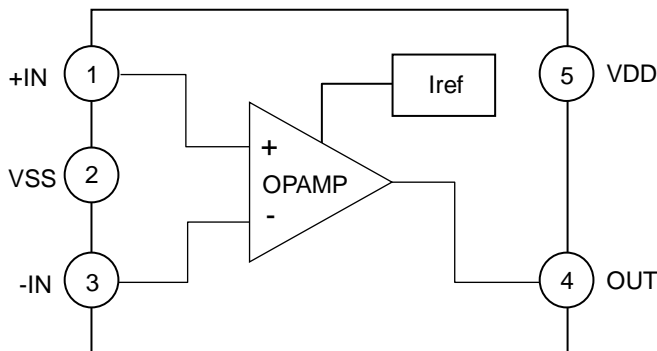 +IN
1
Iref
5
VDD
+
VSS
2
OPAMP
-
-IN
3
4
OUT